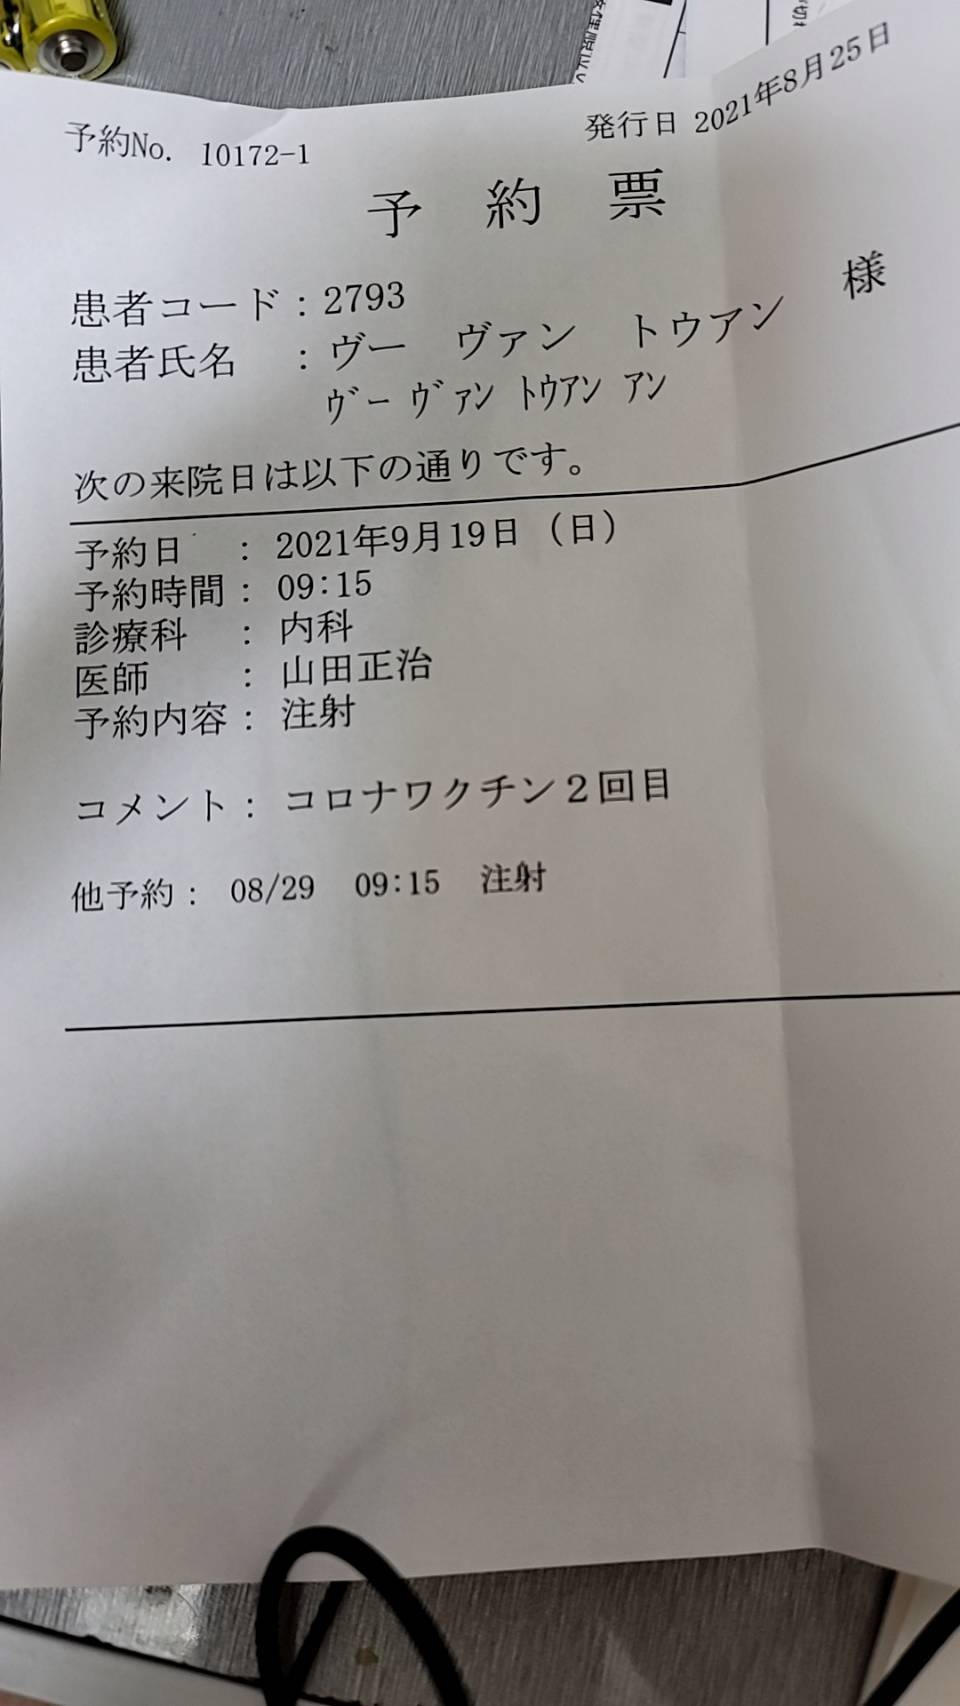 予約No. 10172-1
発行日 2021年8月25日
予 約 票
患者コード：2793
患者氏名 ：ヴー ヴァン トウアン 様
ヴー ヴァン トウアン アン
次の来院日は以下の通りです。
予約日 ： 2021年9月19日（日）
予約時間： 09:15
診療科 ： 内科
医師 ： 山田正治
予約内容： 注射
コメント： コロナワクチン２回目
他予約： 08/29 09:15 注射